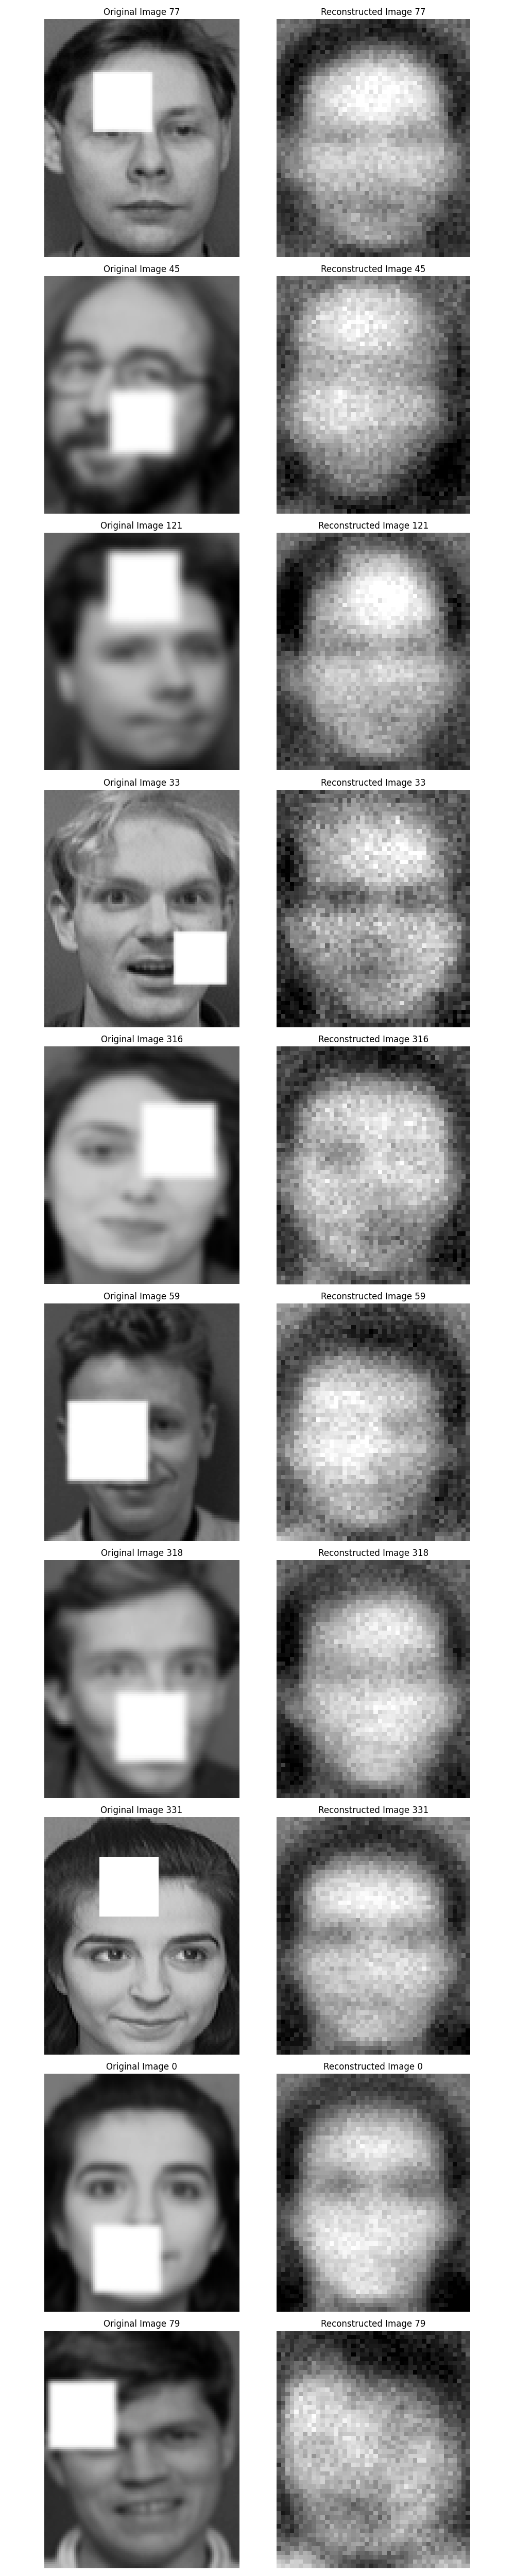 Original Image 77 Reconstructed Image 77
Original Image 45 Reconstructed Image 45
Original Image 121 Reconstructed Image 121
Original Image 33 Reconstructed Image 33
Original Image 316 Reconstructed Image 316
Original Image 59 Reconstructed Image 59
Original Image 318 Reconstructed Image 318
Original Image 331 Reconstructed Image 331
Original Image 0 Reconstructed Image 0
Original Image 79 Reconstructed Image 79